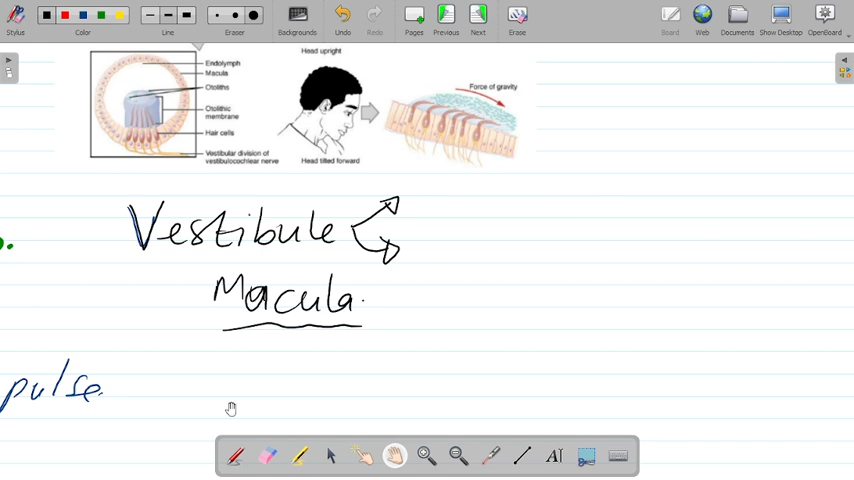 Stylus
Color
Line
Eraser
Backgrounds
Undo
Redo
Pages
Previous
Next
Erase
Board
Web
Documents
Show Desktop
OpenBoard
Endolymph
Macula
Otoliths
Otolithic
membrane
Hair cells
Vestibular division of
vestibulocochlear nerve
Head upright
Head tilted forward
Force of gravity
Vestibule
Macula.
pulse.